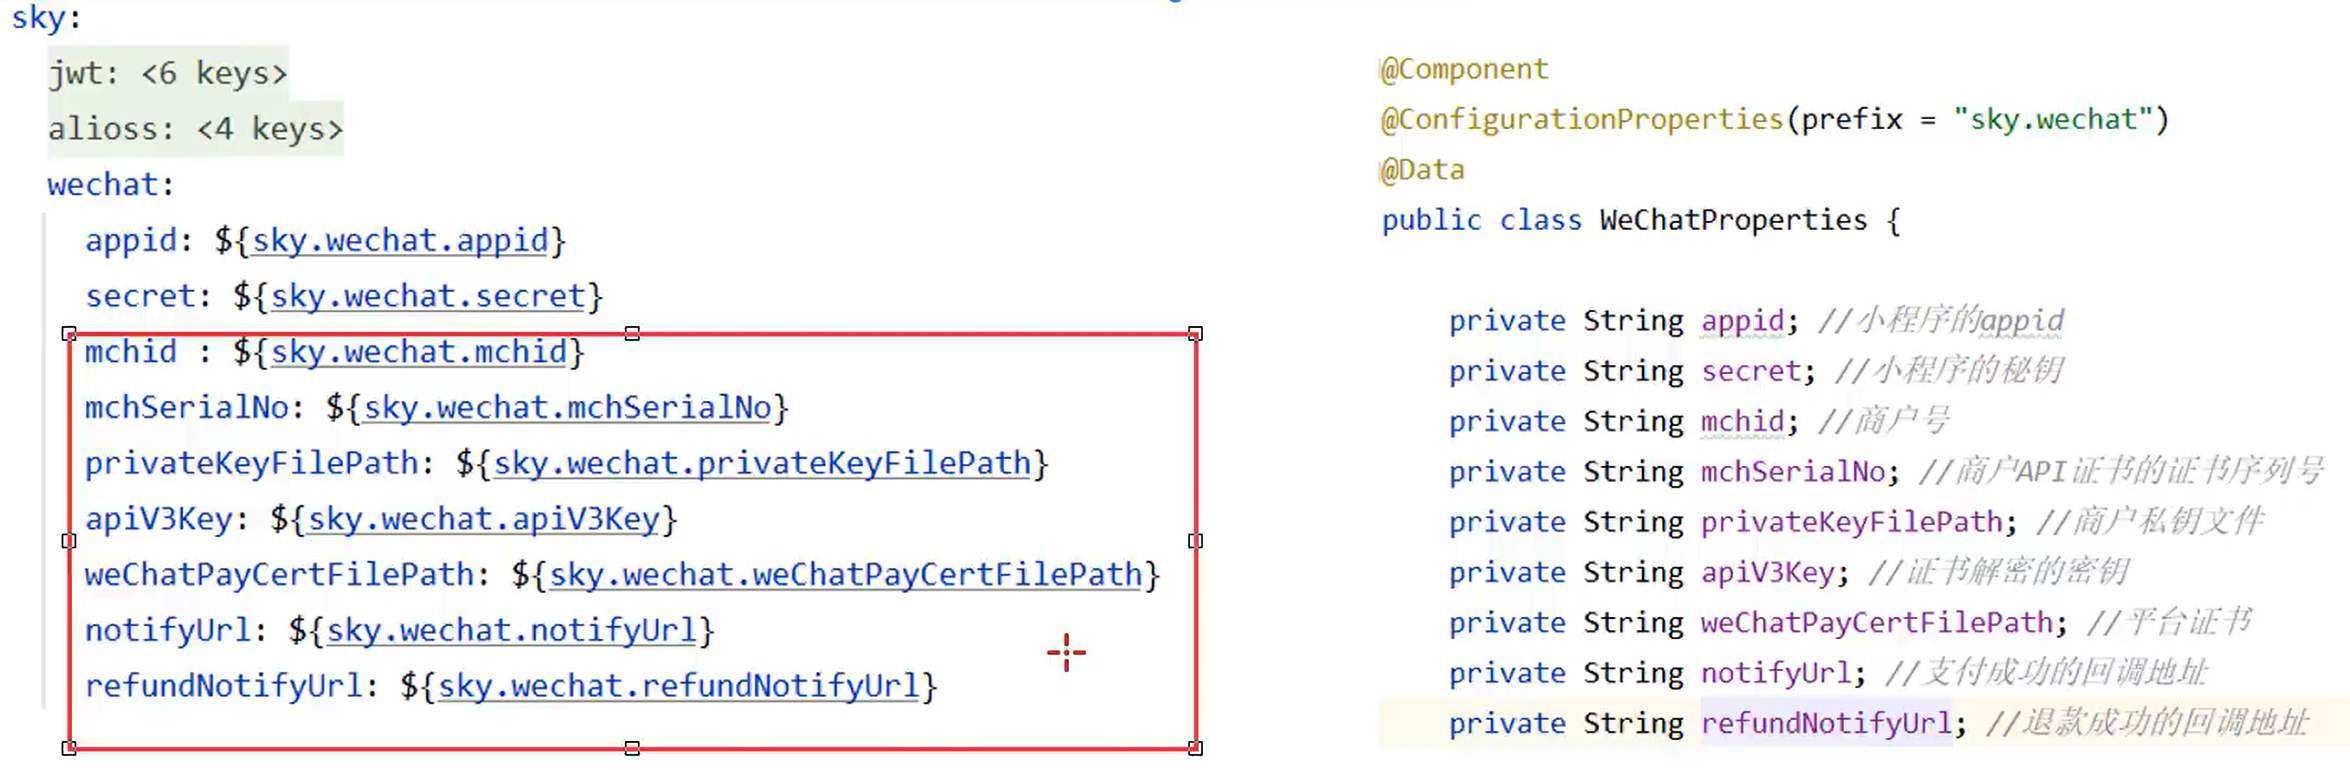 sky:
jwt: <6 keys>
alioss: <4 keys>
wechat:
appid: ${sky.wechat.appid}
secret: ${sky.wechat.secret}
mchid : ${sky.wechat.mchid}
mchSerialNo: ${sky.wechat.mchSerialNo}
privateKeyFilePath: ${sky.wechat.privateKeyFilePath}
apiV3Key: ${sky.wechat.apiV3Key}
weChatPayCertFilePath: ${sky.wechat.weChatPayCertFilePath}
notifyUrl: ${sky.wechat.notifyUrl}
refundNotifyUrl: ${sky.wechat.refundNotifyUrl}
@Component
@ConfigurationProperties(prefix = "sky.wechat")
@Data
public class WeChatProperties {
private String appid; //小程序的appid
private String secret; //小程序的秘钥
private String mchid; //商户号
private String mchSerialNo; //商户API证书的证书序列号
private String privateKeyFilePath; //商户私钥文件
private String apiV3Key; //证书解密的密钥
private String weChatPayCertFilePath; //平台证书
private String notifyUrl; //支付成功的回调地址
private String refundNotifyUrl; //退款成功的回调地址